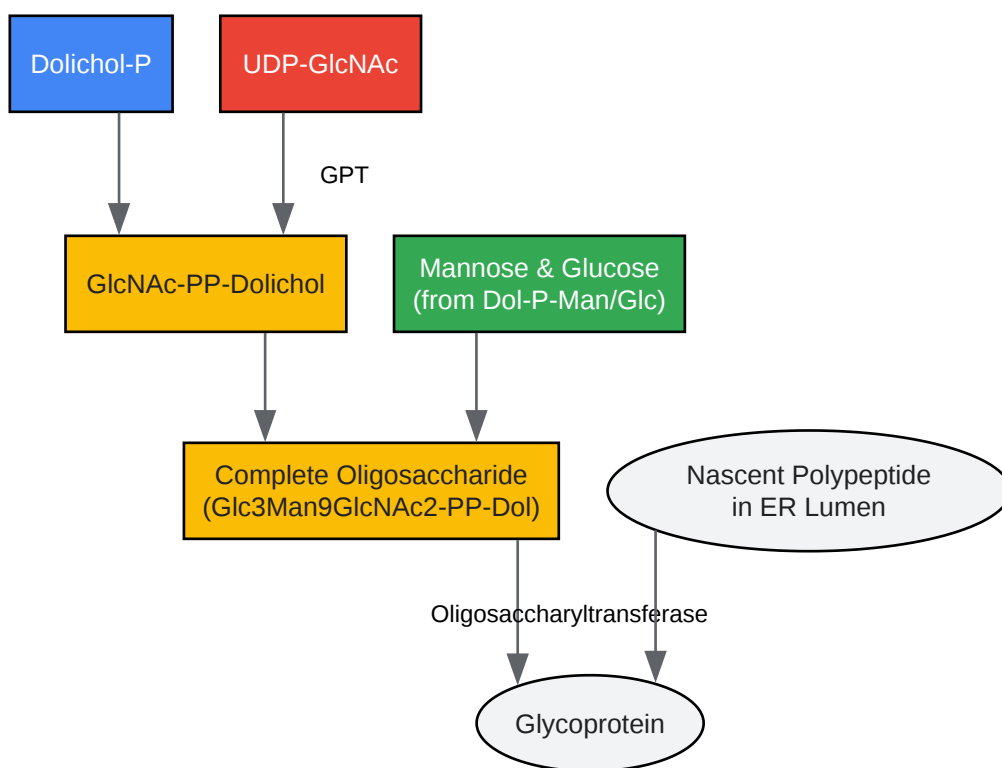 Dolichol-P
UDP-GlcNAc
GPT
GlcNAc-PP-Dolichol
Mannose & Glucose
(from Dol-P-Man/Glc)
Complete Oligosaccharide
(Glc3Man9GlcNAc2-PP-Dol)
Nascent Polypeptide
in ER Lumen
Oligosaccharyltransferase
Glycoprotein